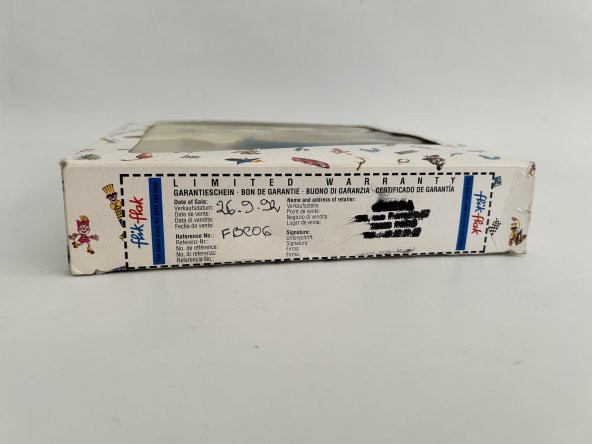 LIMITED WARRANTY
GARANTIESCHEIN · BON DE GARANTIE · BUONO DI GARANZIA · CERTIFICADO DE GARANTÍA
flik flak
Date of Sale:
Verkaufsdatum:
Date de vente:
Data di vendita:
Fecha de venta:
26-9-92
Reference No.:
Referenz-Nr.:
No. de référence:
No. di referenza:
Referencia No.:
Name and address of retailer:
Verkaufsstelle:
Point de vente:
Negozio di vendita:
Lugar de venta:
Signature:
Unterschrift:
Signature:
Firma:
Firma:
flik flak